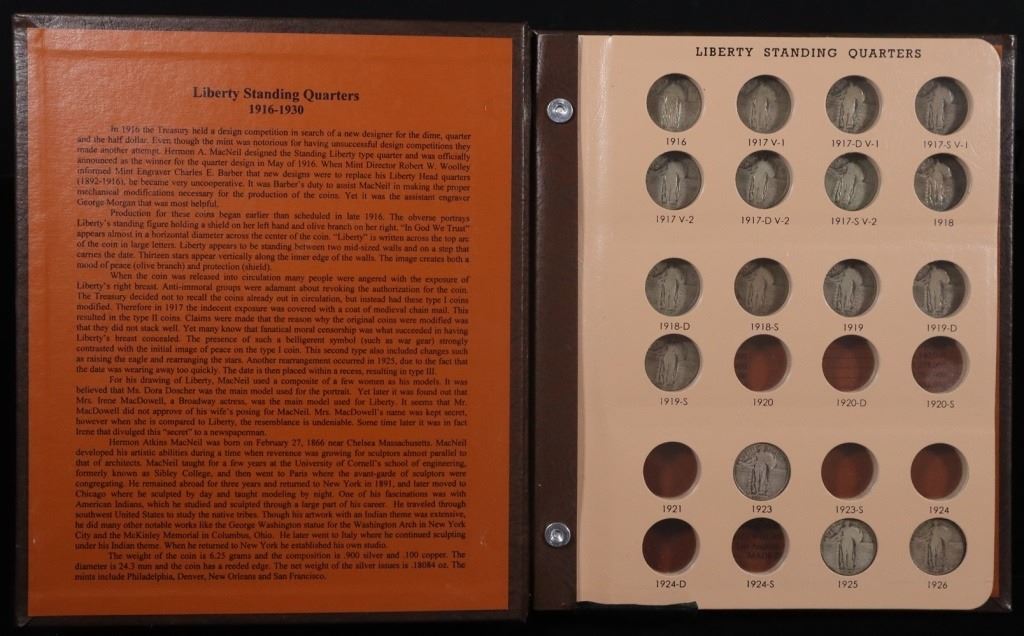 Liberty Standing Quarters
1916-1930
In 1916 the Treasury held a design competition in search of a new designer for the dime, quarter
and the half dollar. Even though the mint was notorious for having unsuccessful design competitions they
made another attempt. Hermon A. MacNeil designed the Standing Liberty type quarter and was officially
announced as the winner for the quarter design in May of 1916. When Mint Director Robert W. Woolley
informed Mint Engraver Charles E. Barber that new designs were to replace his Liberty Head quarters
(1892-1916), he became very uncooperative. It was Barber's duty to assist MacNeil in making the proper
mechanical modifications necessary for the production of the coins. Yet it was the assistant engraver
George Morgan that was most helpful.
Production for these coins began earlier than scheduled in late 1916. The obverse portrays
Liberty's standing figure holding a shield on her left hand and olive branch on her right. "In God We Trust"
appears almost in a horizontal diameter across the center of the coin. "Liberty" is written across the top arc
of the coin in large letters. Liberty appears to be standing between two mid-sized walls and on a step that
carries the date. Thirteen stars appear vertically along the inner edge of the walls. The image creates both a
mood of peace (olive branch) and protection (shield).
When the coin was released into circulation many people were angered with the exposure of
Liberty's right breast. Anti-immoral groups were adamant about revoking the authorization for the coin.
The Treasury decided not to recall the coins already out in circulation, but instead had these type I coins
modified. Therefore in 1917 the indecent exposure was covered with a coat of medieval chain mail. This
resulted in the type II coins. Claims were made that the reason why the original coins were modified was
that they did not stack well. Yet many know that fanatical moral censorship was what succeeded in having
Liberty's breast concealed. The presence of such a belligerent symbol (such as war gear) strongly
contrasted with the initial image of peace on the type I coin. This second type also included changes such
as raising the eagle and rearranging the stars. Another rearrangement occurred in 1925, due to the fact that
the date was wearing away too quickly. The date is then placed within a recess, resulting in type III.
For his drawing of Liberty, MacNeil used a composite of a few women as his models. It was
believed that Ms. Dora Doscher was the main model used for the portrait. Yet later it was found out that
Mrs. Irene MacDowell, a Broadway actress, was the main model used for Liberty. It seems that Mr.
MacDowell did not approve of his wife's posing for MacNeil. Mrs. MacDowell's name was kept secret,
however when she is compared to Liberty, the resemblance is undeniable. Some time later it was in fact
Irene that divulged this "secret" to a newspaperman.
Hermon Atkins MacNeil was born on February 27, 1866 near Chelsea Massachusetts. MacNeil
developed his artistic abilities during a time when reverence was growing for sculptors almost parallel to
that of architects. MacNeil taught for a few years at the University of Cornell's school of engineering,
formerly known as Sibley College, and then went to Paris where the avant-garde of sculptors were
congregating. He remained abroad for three years and returned to New York in 1891, and later moved to
Chicago where he sculpted by day and taught modeling by night. One of his fascinations was with
American Indians, which he studied and sculpted through a large part of his career. He traveled through
southwest United States to study the native tribes. Though his artwork with an Indian theme was extensive,
he did many other notable works like the George Washington statue for the Washington Arch in New York
City and the McKinley Memorial in Columbus, Ohio. He later went to Italy where he continued sculpting
under his Indian theme. When he returned to New York he established his own studio.
The weight of the coin is 6.25 grams and the composition is .900 silver and .100 copper. The
diameter is 24.3 mm and the coin has a reeded edge. The net weight of the silver issues is .18084 oz. The
mints include Philadelphia, Denver, New Orleans and San Francisco.
LIBERTY STANDING QUARTERS
1916 1917 V-1 1917-D V-1 1917-S V-1
1917 V-2 1917-D V-2 1917-S V-2 1918
1918-D 1918-S 1919 1919-D
1919-S 1920 1920-D 1920-S
1921 1923 1923-S 1924
1924-D 1924-S 1925 1926